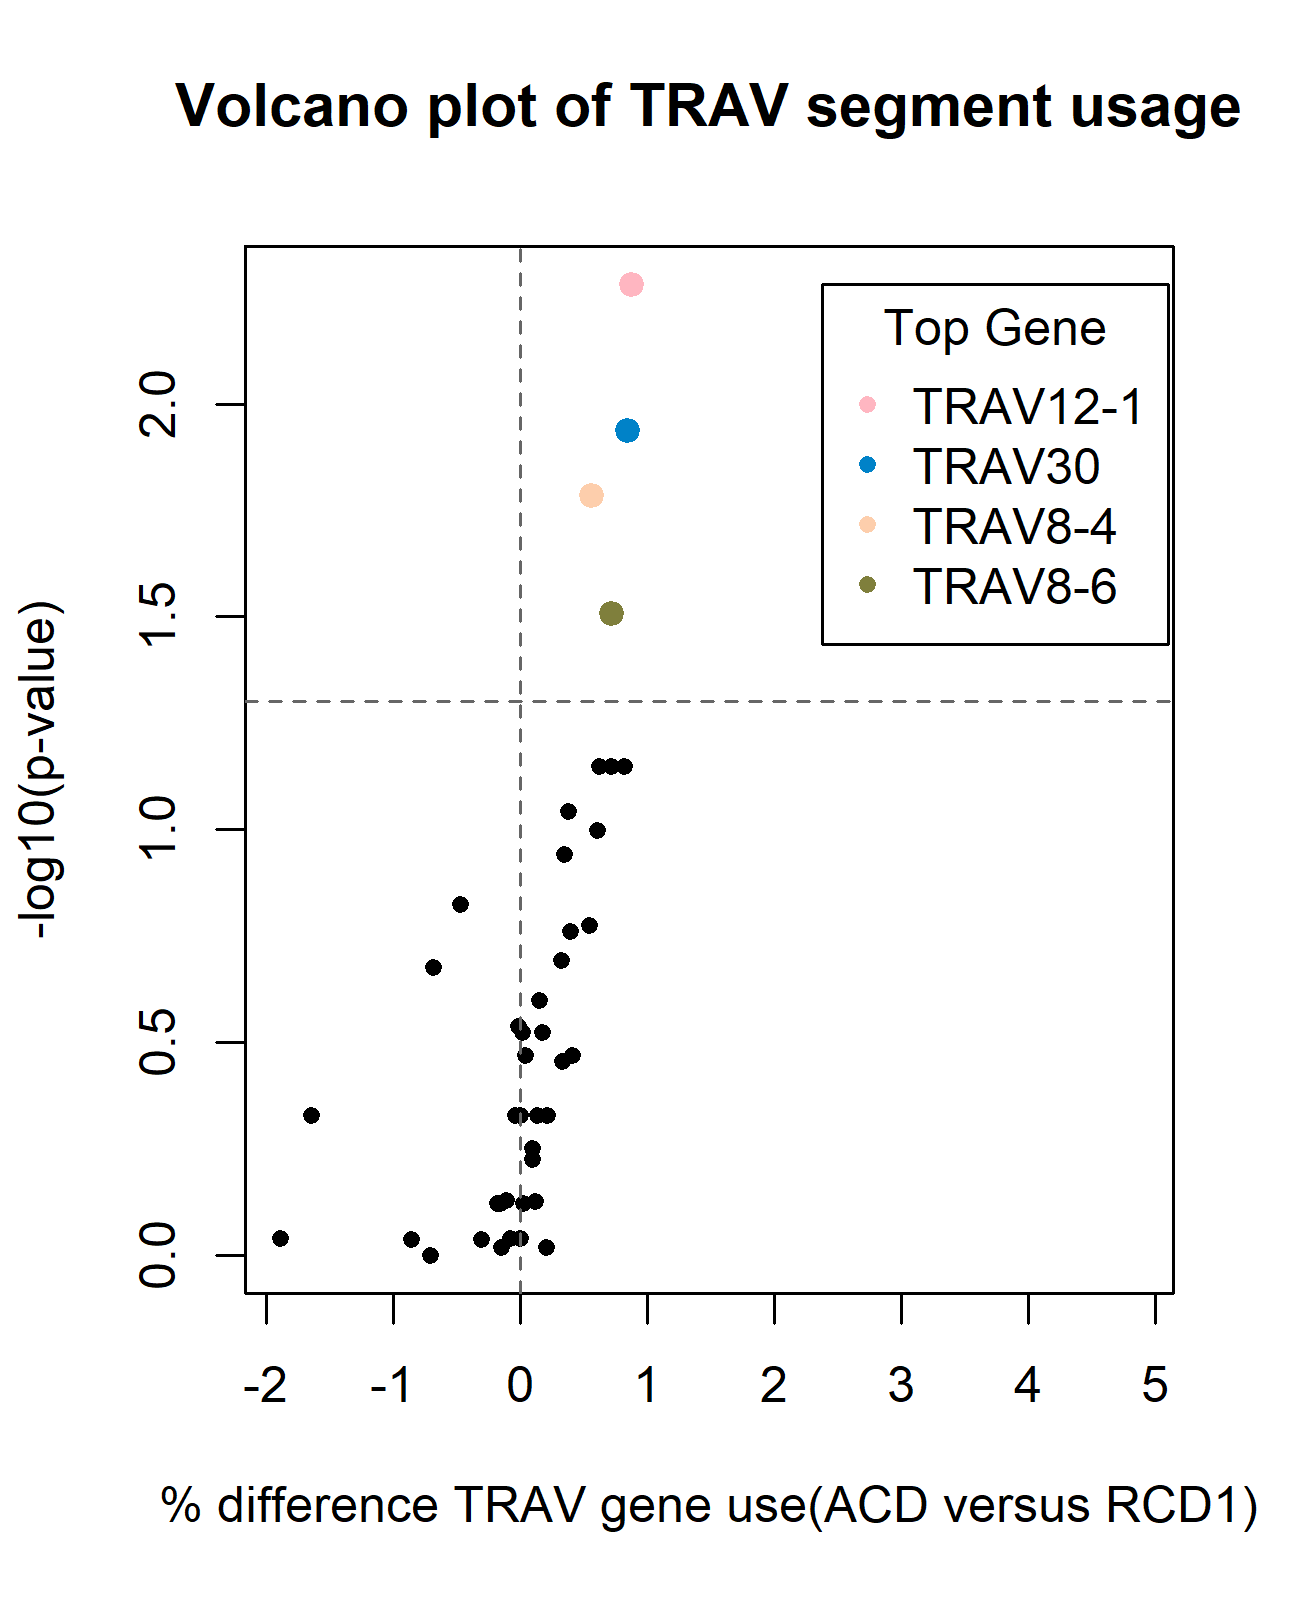 Volcano plot of TRAV segment usage
Top Gene
TRAV12-1
TRAV30
TRAV8-4
TRAV8-6
-log10(p-value)
2.0
1.5
1.0
0.5
0.0
-2 -1 0 1 2 3 4 5
% difference TRAV gene use(ACD versus RCD1)